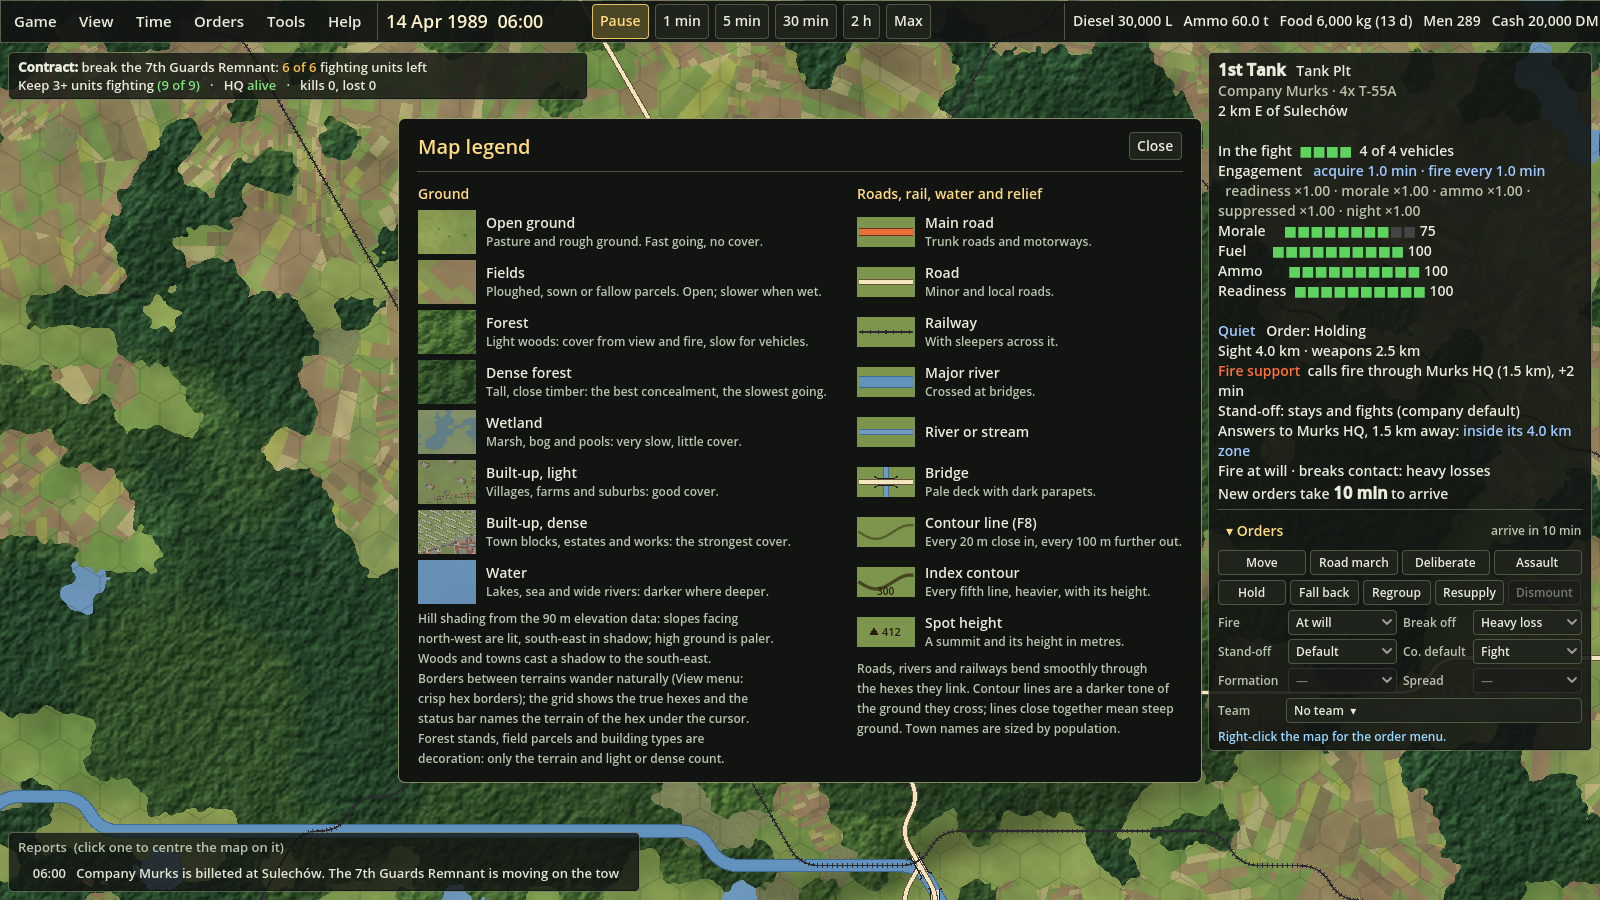 Game View Time Orders Tools Help 14 Apr 1989 06:00 Pause 1 min 5 min 30 min 2 h Max Diesel 30,000 L Ammo 60.0 t Food 6,000 kg (13 d) Men 289 Cash 20,000 DM
Contract: break the 7th Guards Remnant: 6 of 6 fighting units left
Keep 3+ units fighting (9 of 9) · HQ alive · kills 0, lost 0
Map legend
Close
Ground
Open ground
Pasture and rough ground. Fast going, no cover.
Fields
Ploughed, sown or fallow parcels. Open; slower when wet.
Forest
Light woods: cover from view and fire, slow for vehicles.
Dense forest
Tall, close timber: the best concealment, the slowest going.
Wetland
Marsh, bog and pools: very slow, little cover.
Built-up, light
Villages, farms and suburbs: good cover.
Built-up, dense
Town blocks, estates and works: the strongest cover.
Water
Lakes, sea and wide rivers: darker where deeper.
Hill shading from the 90 m elevation data: slopes facing
north-west are lit, south-east in shadow; high ground is paler.
Woods and towns cast a shadow to the south-east.
Borders between terrains wander naturally (View menu:
crisp hex borders); the grid shows the true hexes and the
status bar names the terrain of the hex under the cursor.
Forest stands, field parcels and building types are
decoration: only the terrain and light or dense count.
Roads, rail, water and relief
Main road
Trunk roads and motorways.
Road
Minor and local roads.
Railway
With sleepers across it.
Major river
Crossed at bridges.
River or stream
Bridge
Pale deck with dark parapets.
Contour line (F8)
Every 20 m close in, every 100 m further out.
300
Index contour
Every fifth line, heavier, with its height.
▲ 412
Spot height
A summit and its height in metres.
Roads, rivers and railways bend smoothly through
the hexes they link. Contour lines are a darker tone of
the ground they cross; lines close together mean steep
ground. Town names are sized by population.
1st Tank Tank Plt
Company Murks · 4x T-55A
2 km E of Sulechów
In the fight 4 of 4 vehicles
Engagement acquire 1.0 min · fire every 1.0 min
readiness ×1.00 · morale ×1.00 · ammo ×1.00 ·
suppressed ×1.00 · night ×1.00
Morale 75
Fuel 100
Ammo 100
Readiness 100
Quiet Order: Holding
Sight 4.0 km · weapons 2.5 km
Fire support calls fire through Murks HQ (1.5 km), +2
min
Stand-off: stays and fights (company default)
Answers to Murks HQ, 1.5 km away: inside its 4.0 km
zone
Fire at will · breaks contact: heavy losses
New orders take 10 min to arrive
▼ Orders arrive in 10 min
Move Road march Deliberate Assault
Hold Fall back Regroup Resupply Dismount
Fire At will Break off Heavy loss
Stand-off Default Co. default Fight
Formation — Spread —
Team No team ▼
Right-click the map for the order menu.
Reports (click one to centre the map on it)
06:00 Company Murks is billeted at Sulechów. The 7th Guards Remnant is moving on the tow